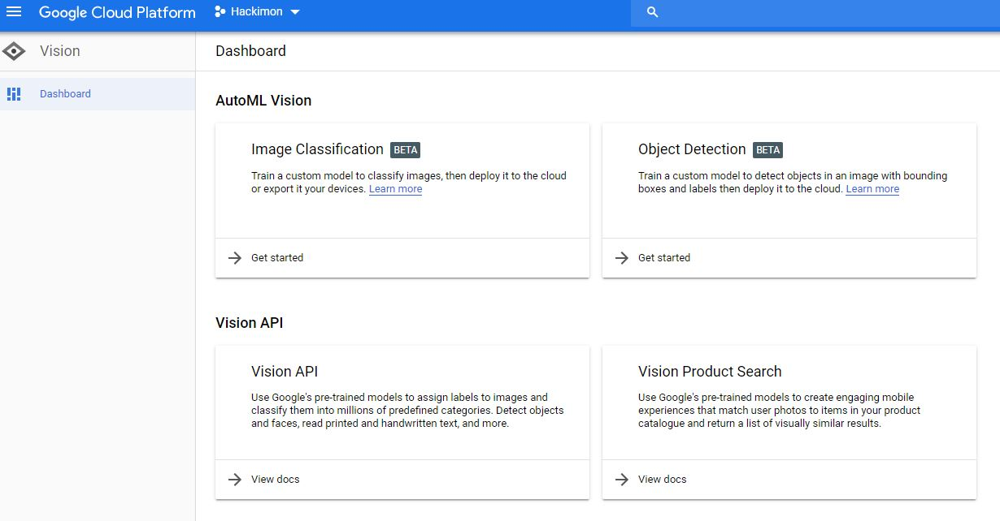 Google Cloud Platform
Hackimon
Vision
Dashboard
Dashboard
AutoML Vision
Image Classification BETA
Train a custom model to classify images, then deploy it to the cloud
or export it your devices. Learn more
Get started
Object Detection BETA
Train a custom model to detect objects in an image with bounding
boxes and labels then deploy it to the cloud. Learn more
Get started
Vision API
Vision API
Use Google's pre-trained models to assign labels to images and
classify them into millions of predefined categories. Detect objects
and faces, read printed and handwritten text, and more.
View docs
Vision Product Search
Use Google's pre-trained models to create engaging mobile
experiences that match user photos to items in your product
catalogue and return a list of visually similar results.
View docs